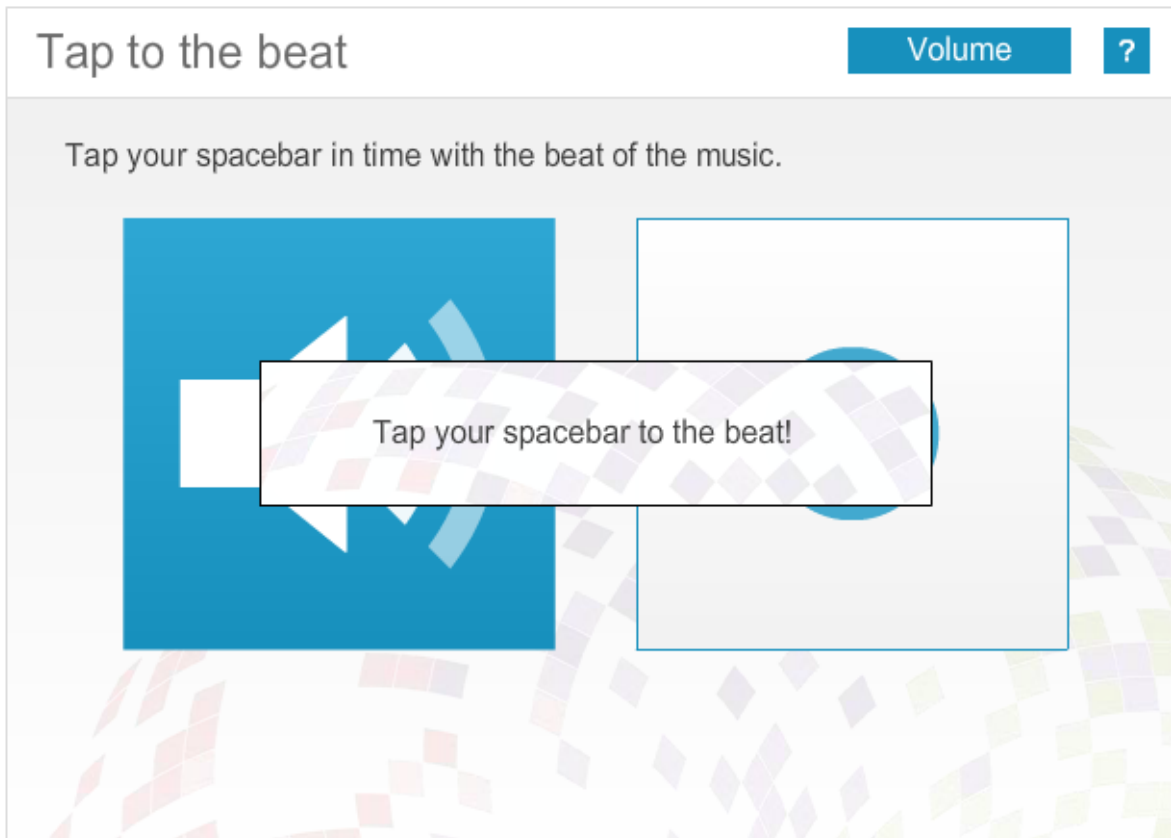 Tap to the beat
Volume
?
Tap your spacebar in time with the beat of the music.
Tap your spacebar to the beat!